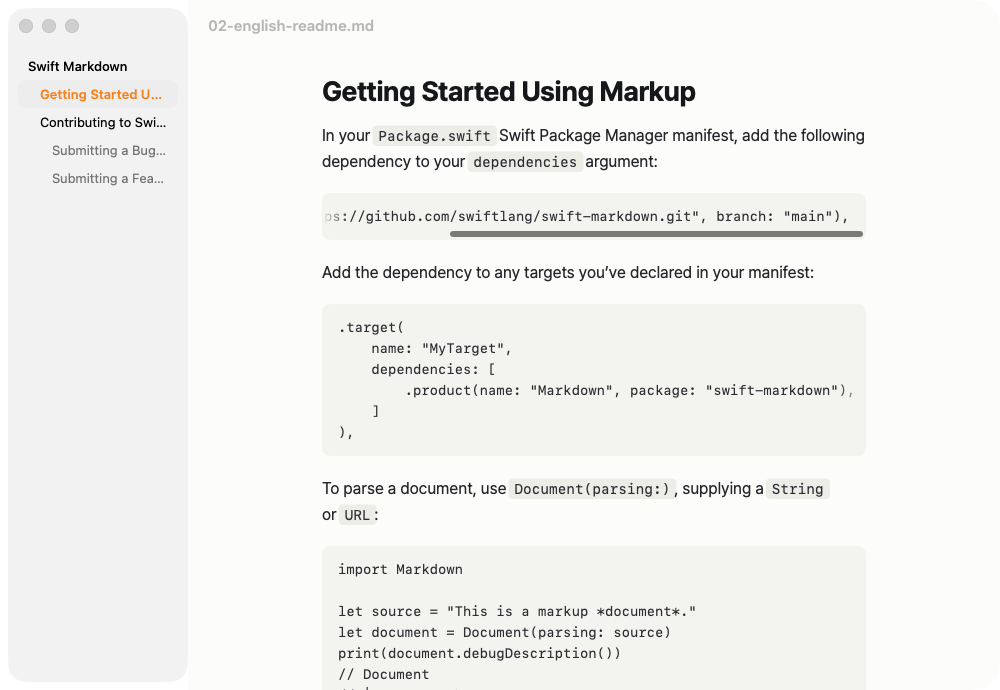 02-english-readme.md
Swift Markdown
Getting Started U...
Contributing to Swi...
Submitting a Bug...
Submitting a Fea...
Getting Started Using Markup
In your Package.swift Swift Package Manager manifest, add the following
dependency to your dependencies argument:
ps://github.com/swiftlang/swift-markdown.git", branch: "main"),
Add the dependency to any targets you’ve declared in your manifest:
.target(
    name: "MyTarget",
    dependencies: [
        .product(name: "Markdown", package: "swift-markdown"),
    ]
),
To parse a document, use Document(parsing:), supplying a String
or URL:
import Markdown
let source = "This is a markup *document*."
let document = Document(parsing: source)
print(document.debugDescription())
// Document